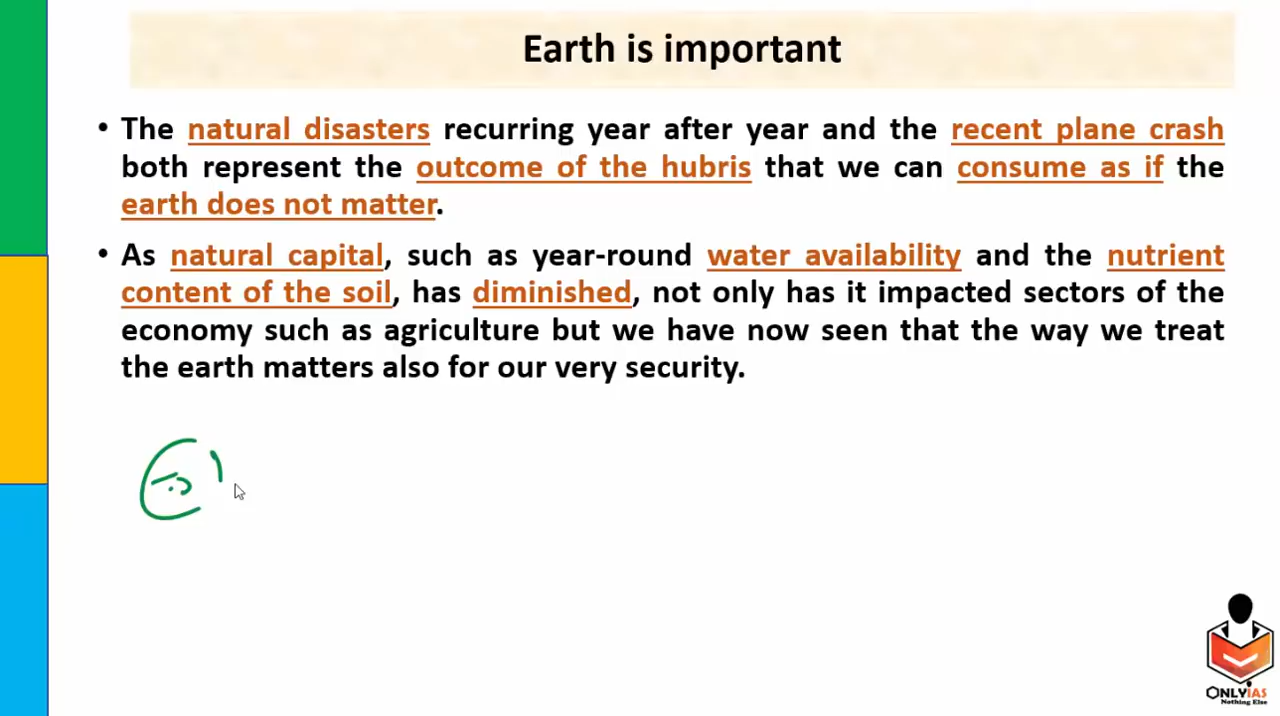 Earth is important
• The natural disasters recurring year after year and the recent plane crash
both represent the outcome of the hubris that we can consume as if the
earth does not matter.
• As natural capital, such as year-round water availability and the nutrient
content of the soil, has diminished, not only has it impacted sectors of the
economy such as agriculture but we have now seen that the way we treat
the earth matters also for our very security.
ONLYIAS
Nothing Else